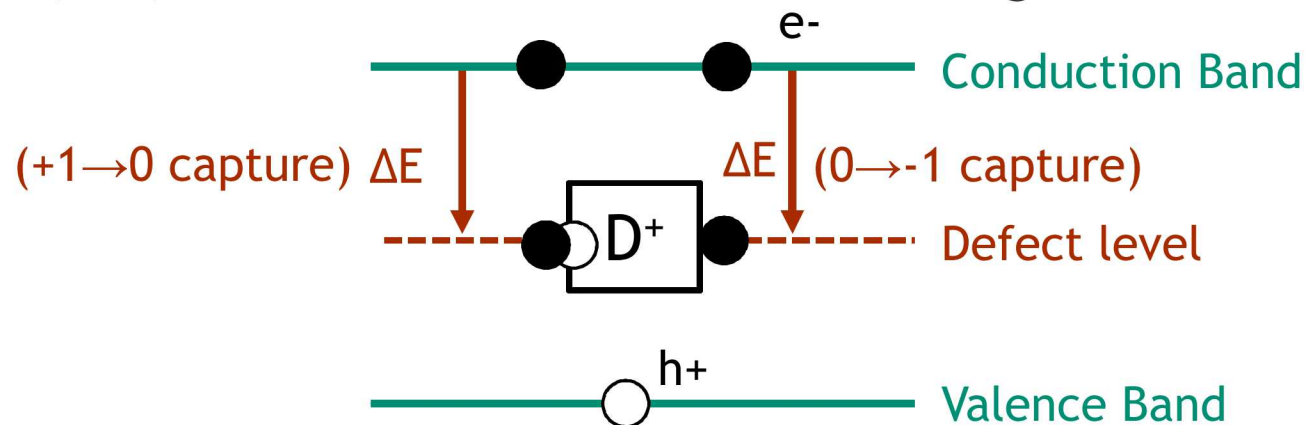 e-
Conduction Band
(+1→0 capture) ΔE
ΔE (0→-1 capture)
D⁺
Defect level
h+
Valence Band